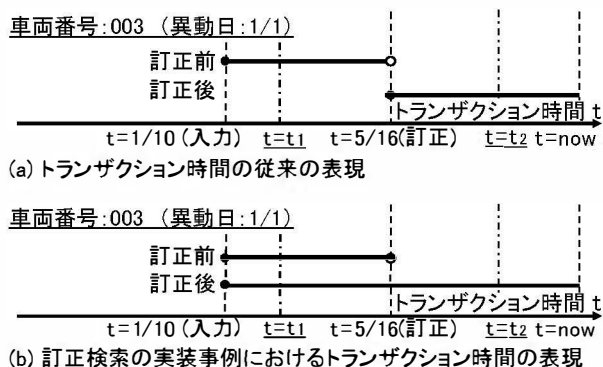 車両番号:003 （異動日:1/1)
訂正前
訂正後
トランザクション時間 t
t=1/10 (入力) t=t1 t=5/16(訂正) t=t2 t=now
(a) トランザクション時間の従来の表現
車両番号:003 （異動日:1/1)
訂正前
訂正後
トランザクション時間 t
t=1/10 (入力) t=t1 t=5/16(訂正) t=t2 t=now
(b) 訂正検索の実装事例におけるトランザクション時間の表現